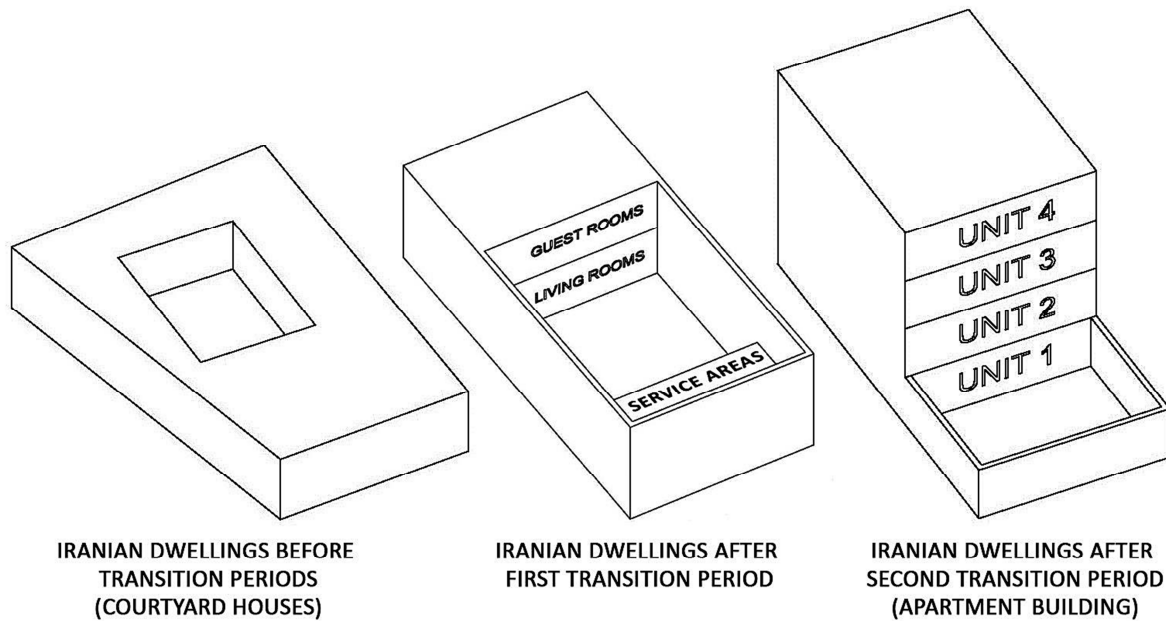 GUEST ROOMS
LIVING ROOMS
SERVICE AREAS
UNIT 4
UNIT 3
UNIT 2
UNIT 1
IRANIAN DWELLINGS BEFORE
TRANSITION PERIODS
(COURTYARD HOUSES)
IRANIAN DWELLINGS AFTER
FIRST TRANSITION PERIOD
IRANIAN DWELLINGS AFTER
SECOND TRANSITION PERIOD
(APARTMENT BUILDING)